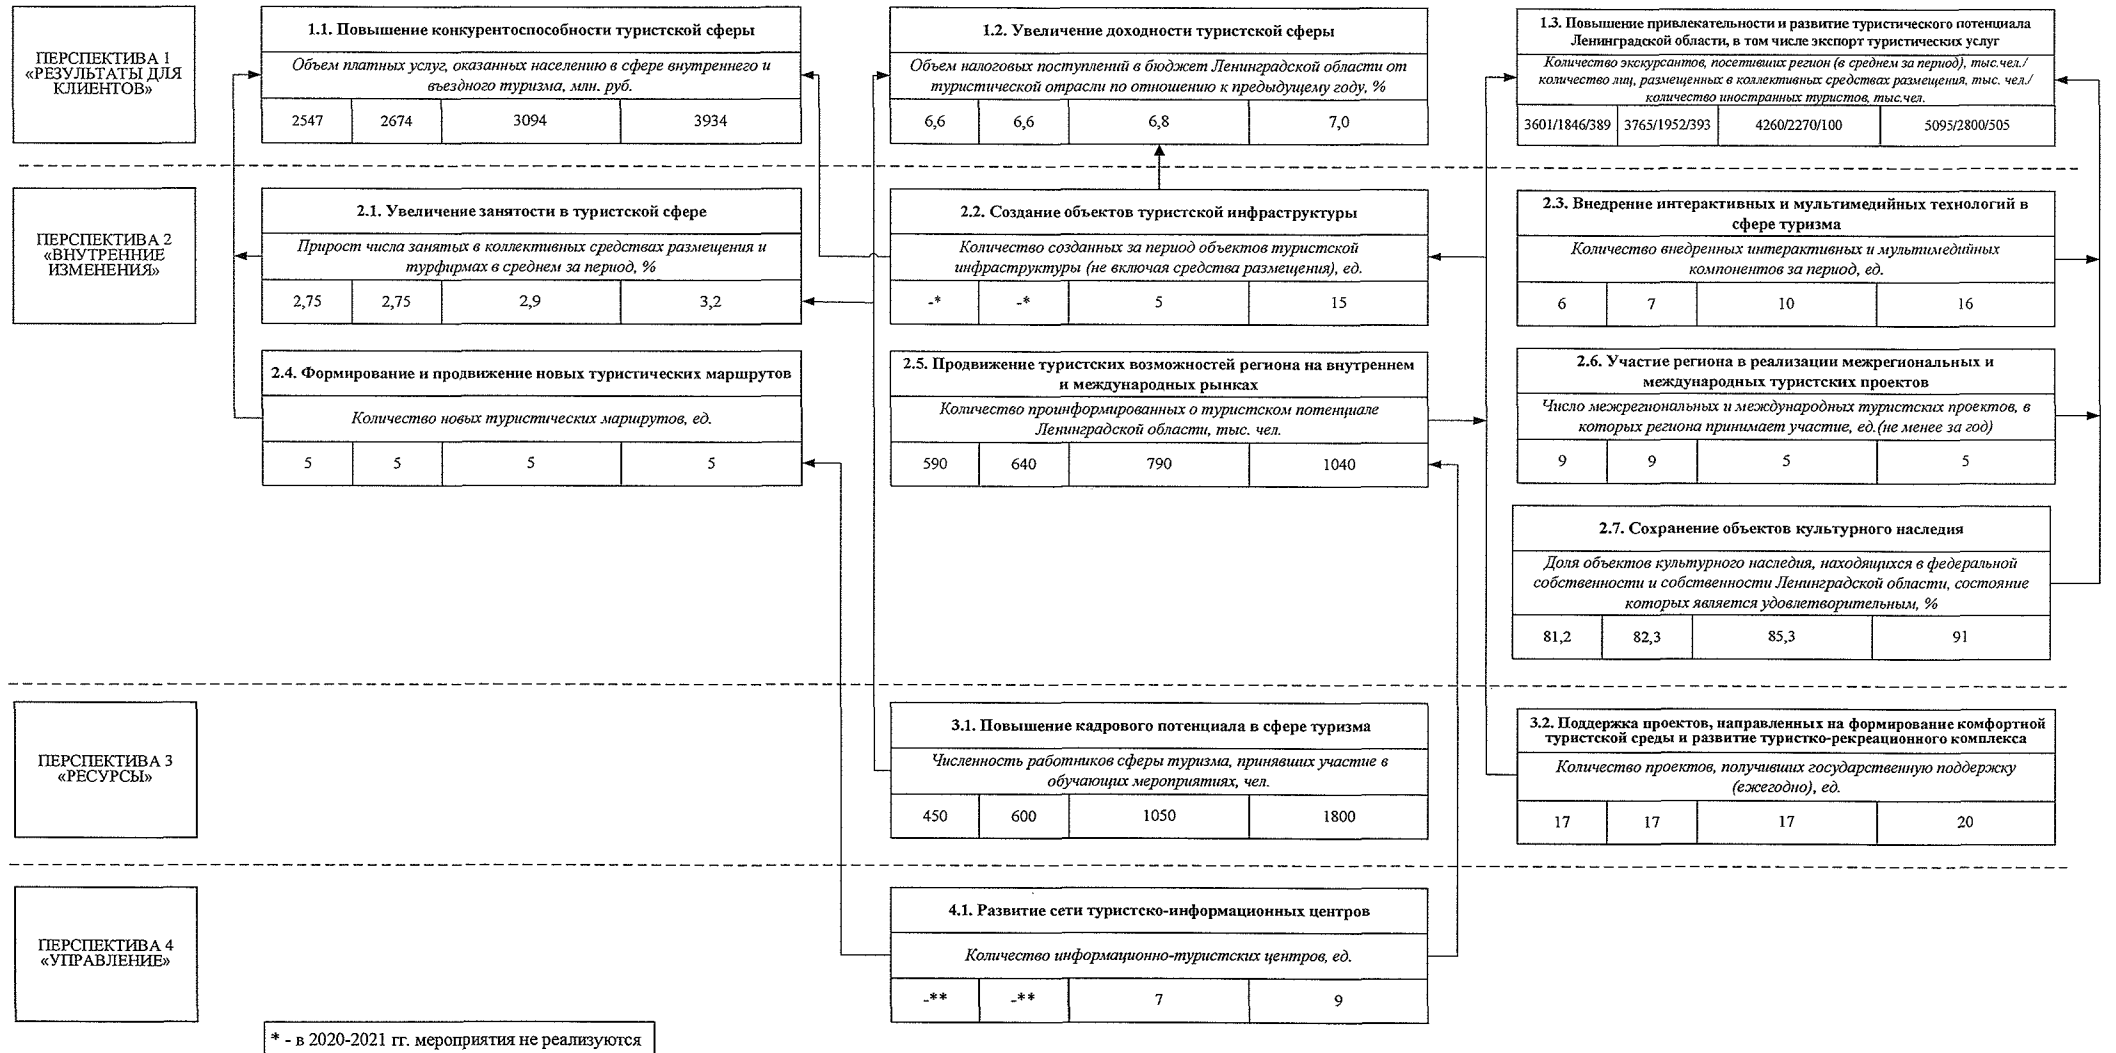 ПЕРСПЕКТИВА 1
«РЕЗУЛЬТАТЫ ДЛЯ
КЛИЕНТОВ»
1.1. Повышение конкурентоспособности туристской сферы
Объем платных услуг, оказанных населению в сфере внутреннего и
въездного туризма, млн. руб.
2547 2674 3094 3934
1.2. Увеличение доходности туристской сферы
Объем налоговых поступлений в бюджет Ленинградской области от
туристической отрасли по отношению к предыдущему году, %
6,6 6,6 6,8 7,0
1.3. Повышение привлекательности и развитие туристического потенциала
Ленинградской области, в том числе экспорт туристических услуг
Количество экскурсантов, посетивших регион (в среднем за период), тыс.чел./
количество лиц, размещенных в коллективных средствах размещения, тыс. чел./
количество иностранных туристов, тыс.чел.
3601/1846/389 3765/1952/393 4260/2270/100 5095/2800/505
ПЕРСПЕКТИВА 2
«ВНУТРЕННИЕ
ИЗМЕНЕНИЯ»
2.1. Увеличение занятости в туристской сфере
Прирост числа занятых в коллективных средствах размещения и
турфирмах в среднем за период, %
2,75 2,75 2,9 3,2
2.2. Создание объектов туристской инфраструктуры
Количество созданных за период объектов туристской
инфраструктуры (не включая средства размещения), ед.
-* -* 5 15
2.3. Внедрение интерактивных и мультимедийных технологий в
сфере туризма
Количество внедренных интерактивных и мультимедийных
компонентов за период, ед.
6 7 10 16
2.4. Формирование и продвижение новых туристических маршрутов
Количество новых туристических маршрутов, ед.
5 5 5 5
2.5. Продвижение туристских возможностей региона на внутреннем
и международных рынках
Количество проинформированных о туристском потенциале
Ленинградской области, тыс. чел.
590 640 790 1040
2.6. Участие региона в реализации межрегиональных и
международных туристских проектов
Число межрегиональных и международных туристских проектов, в
которых региона принимает участие, ед.(не менее за год)
9 9 5 5
2.7. Сохранение объектов культурного наследия
Доля объектов культурного наследия, находящихся в федеральной
собственности и собственности Ленинградской области, состояние
которых является удовлетворительным, %
81,2 82,3 85,3 91
ПЕРСПЕКТИВА 3
«РЕСУРСЫ»
3.1. Повышение кадрового потенциала в сфере туризма
Численность работников сферы туризма, принявших участие в
обучающих мероприятиях, чел.
450 600 1050 1800
3.2. Поддержка проектов, направленных на формирование комфортной
туристской среды и развитие туристко-рекреационного комплекса
Количество проектов, получивших государственную поддержку
(ежегодно), ед.
17 17 17 20
ПЕРСПЕКТИВА 4
«УПРАВЛЕНИЕ»
4.1. Развитие сети туристско-информационных центров
Количество информационно-туристских центров, ед.
-** -** 7 9
* - в 2020-2021 гг. мероприятия не реализуются